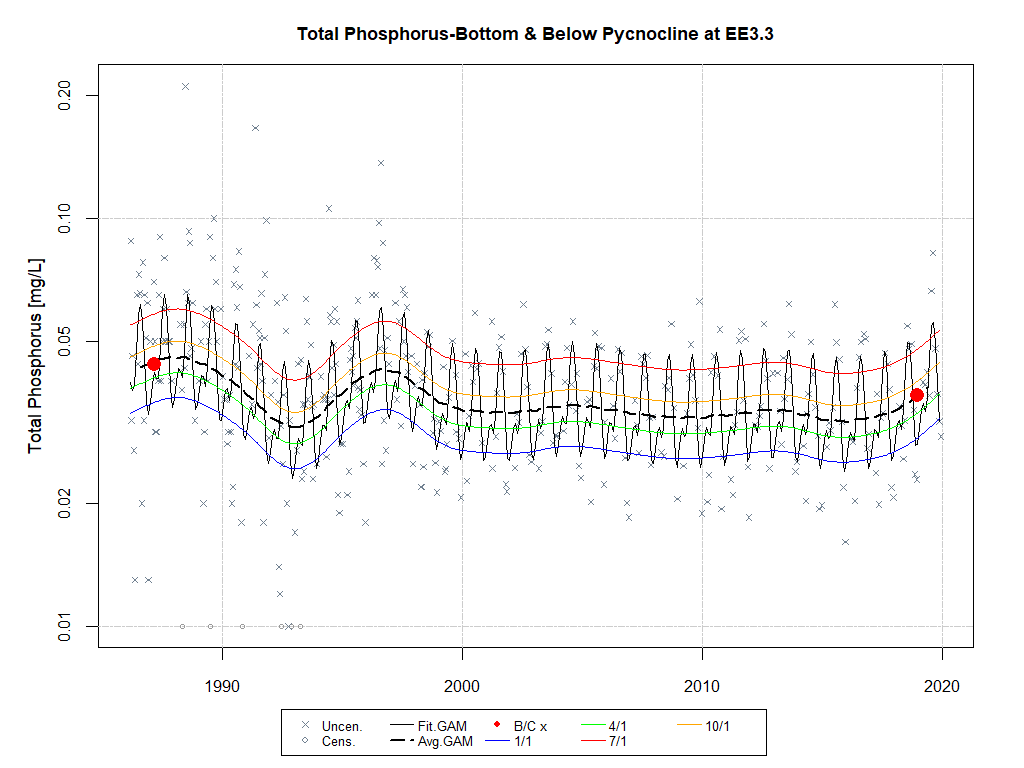 Total Phosphorus-Bottom & Below Pycnocline at EE3.3
Total Phosphorus [mg/L]
0.20
0.10
0.05
0.02
0.01
1990 2000 2010 2020
Uncen. Fit.GAM B/C x 4/1 10/1
Cens. Avg.GAM 1/1 7/1